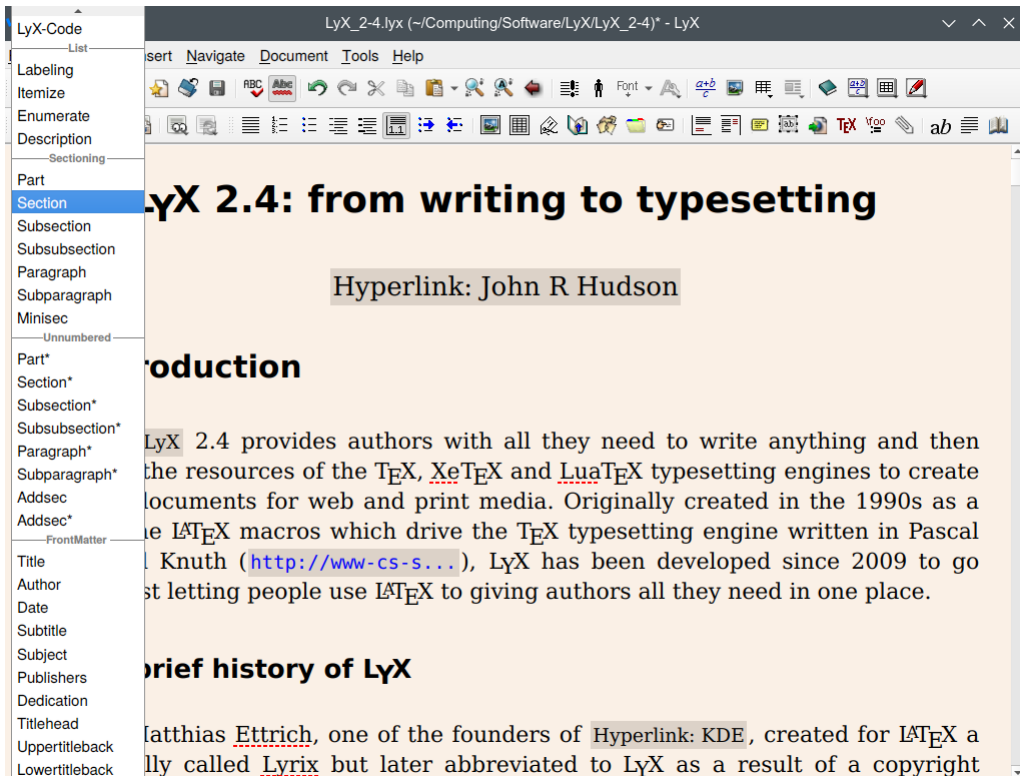 LyX_2-4.lyx (~/Computing/Software/LyX/LyX_2-4)* - LyX
sert Navigate Document Tools Help
ABC Abc Font a+b c a+b c
1.1 TEX foo ab
LyX-Code
List
Labeling
Itemize
Enumerate
Description
Sectioning
Part
Section
Subsection
Subsubsection
Paragraph
Subparagraph
Minisec
Unnumbered
Part*
Section*
Subsection*
Subsubsection*
Paragraph*
Subparagraph*
Addsec
Addsec*
FrontMatter
Title
Author
Date
Subtitle
Subject
Publishers
Dedication
Titlehead
Uppertitleback
Lowertitleback
LyX 2.4: from writing to typesetting
Hyperlink: John R Hudson
roduction
LyX 2.4 provides authors with all they need to write anything and then
the resources of the TEX, XeTEX and LuaTEX typesetting engines to create
documents for web and print media. Originally created in the 1990s as a
e LATEX macros which drive the TEX typesetting engine written in Pascal
l Knuth (http://www-cs-s...), LyX has been developed since 2009 to go
st letting people use LATEX to giving authors all they need in one place.
brief history of LyX
Matthias Ettrich, one of the founders of Hyperlink: KDE, created for LATEX a
lly called Lyrix but later abbreviated to LyX as a result of a copyright